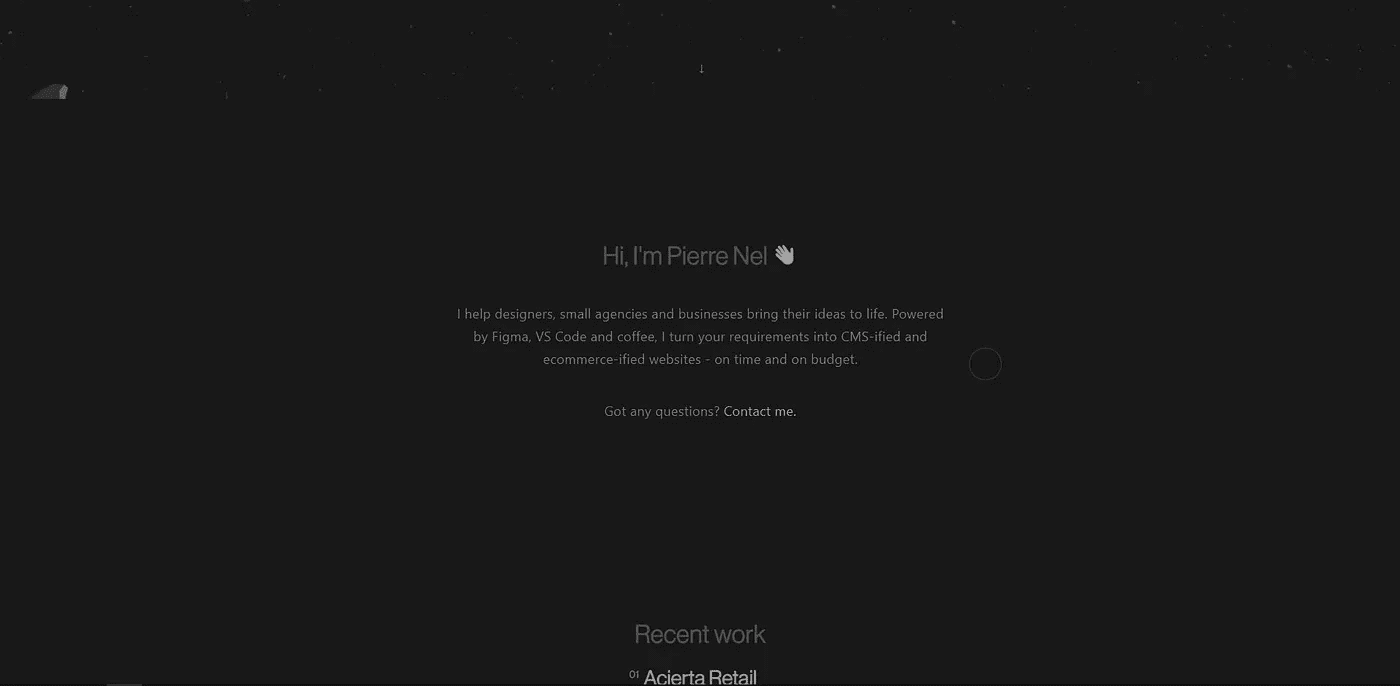 ↓
Hi, I'm Pierre Nel 👋
I help designers, small agencies and businesses bring their ideas to life. Powered
by Figma, VS Code and coffee, I turn your requirements into CMS-ified and
ecommerce-ified websites - on time and on budget.
Got any questions? Contact me.
Recent work
01 Acierta Retail